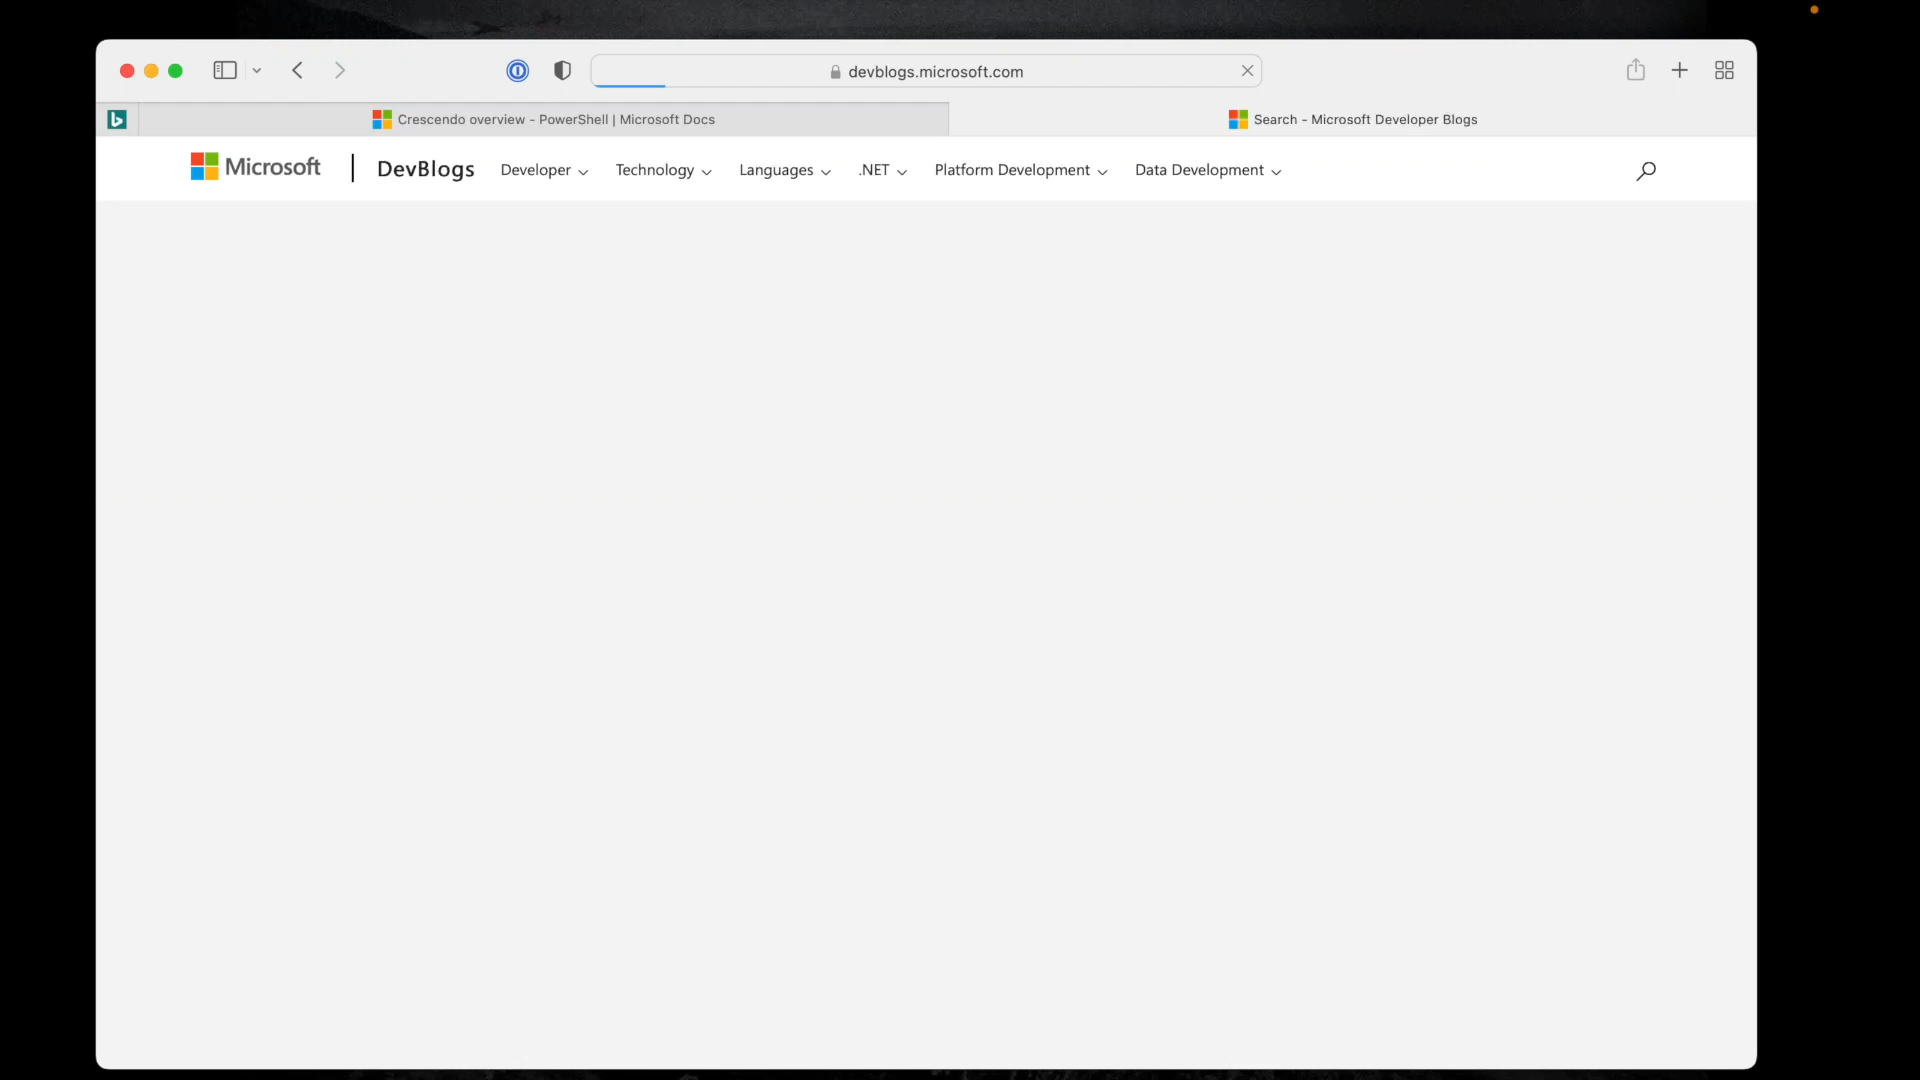 devblogs.microsoft.com
Crescendo overview - PowerShell | Microsoft Docs
Search - Microsoft Developer Blogs
Microsoft | DevBlogs Developer Technology Languages .NET Platform Development Data Development